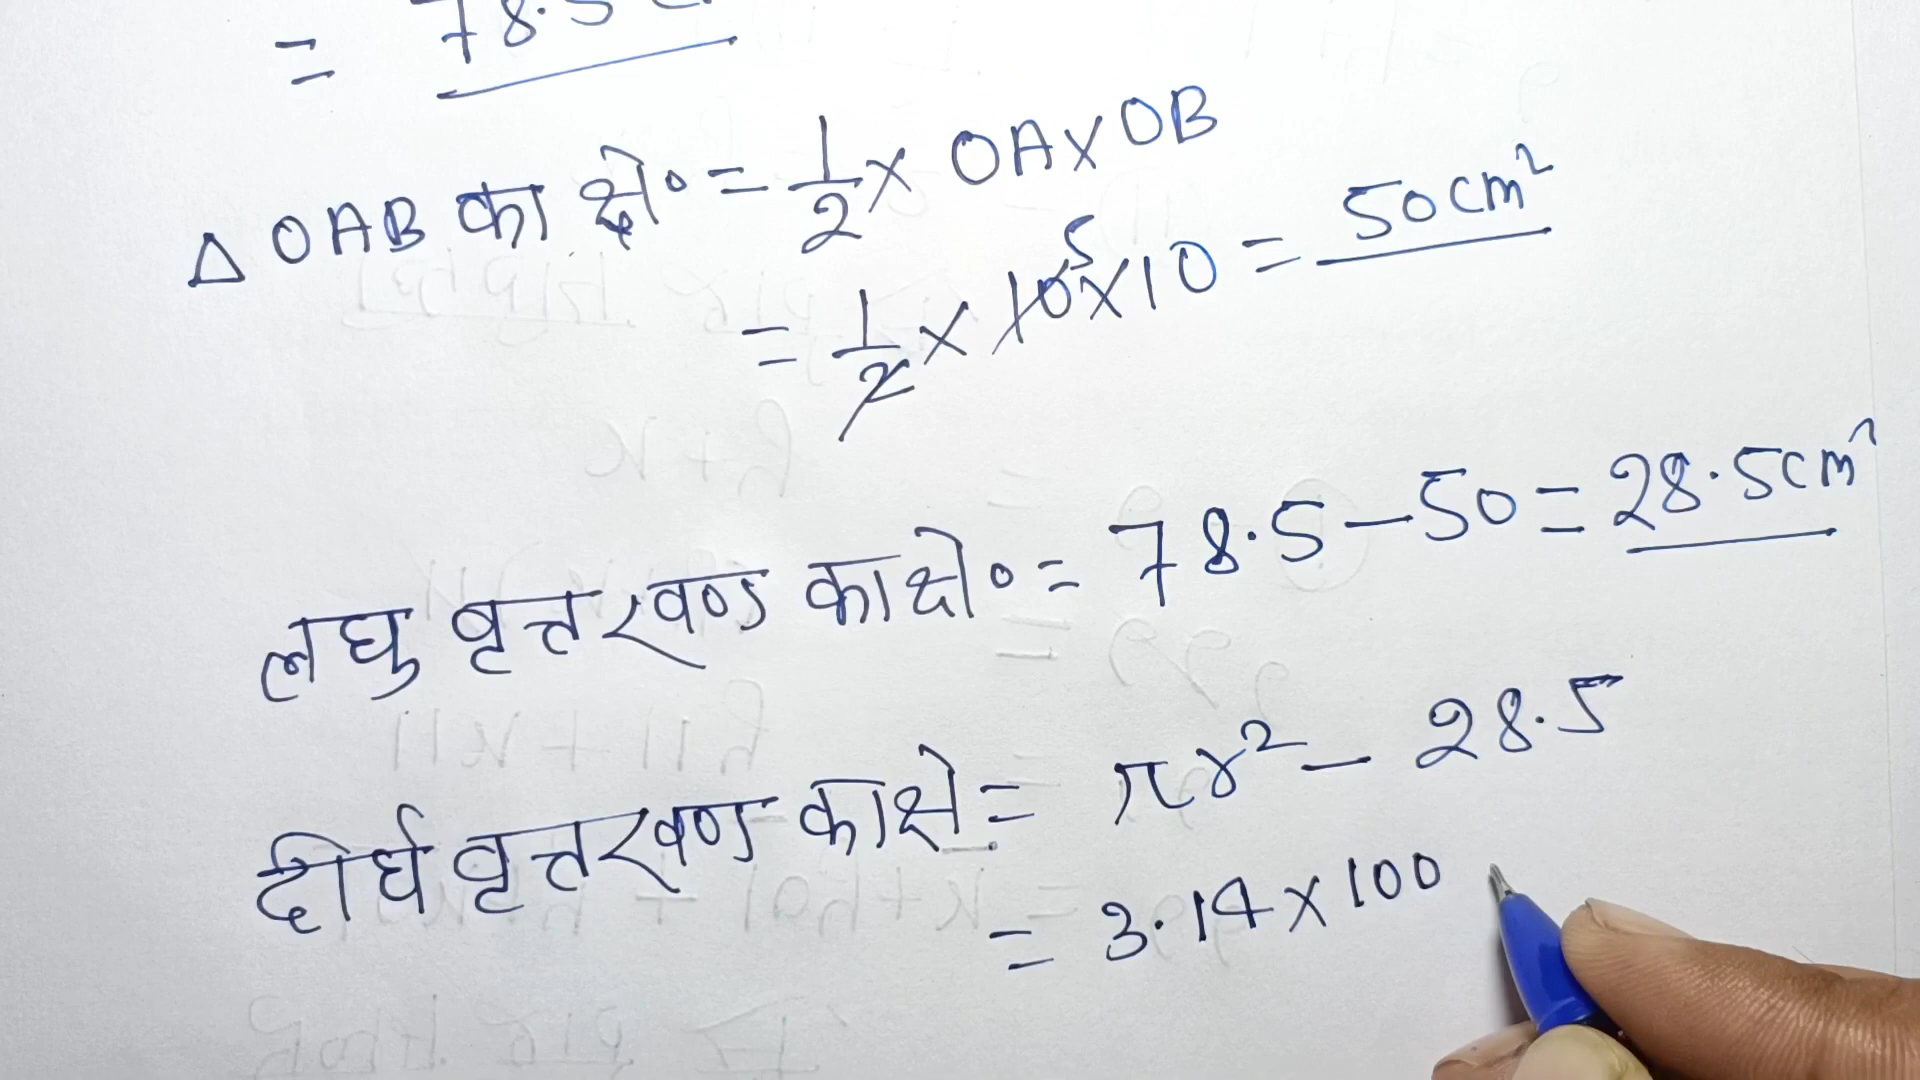 = 78.5
△ OAB का क्षे० = 1/2 × OA × OB
= 1/2 × 10 5 × 10 = 50 cm²
लघु वृत्तखण्ड का क्षे० = 78.5 - 50 = 28.5 cm²
दीर्घ वृत्तखण्ड का क्षे = πr² - 28.5
= 3.14 × 100